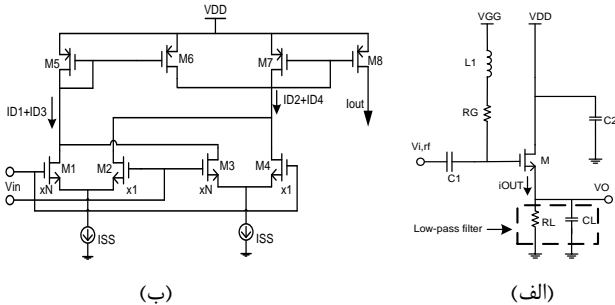 VDD
M5
M6
M7
M8
ID1+ID3
ID2+ID4
Iout
Vin
M1
M2
M3
M4
xN
x1
xN
x1
ISS
ISS
(ب)
VGG
VDD
L1
RG
C2
Vi,rf
C1
M
iOUT
VO
RL
CL
Low-pass filter
(الف)